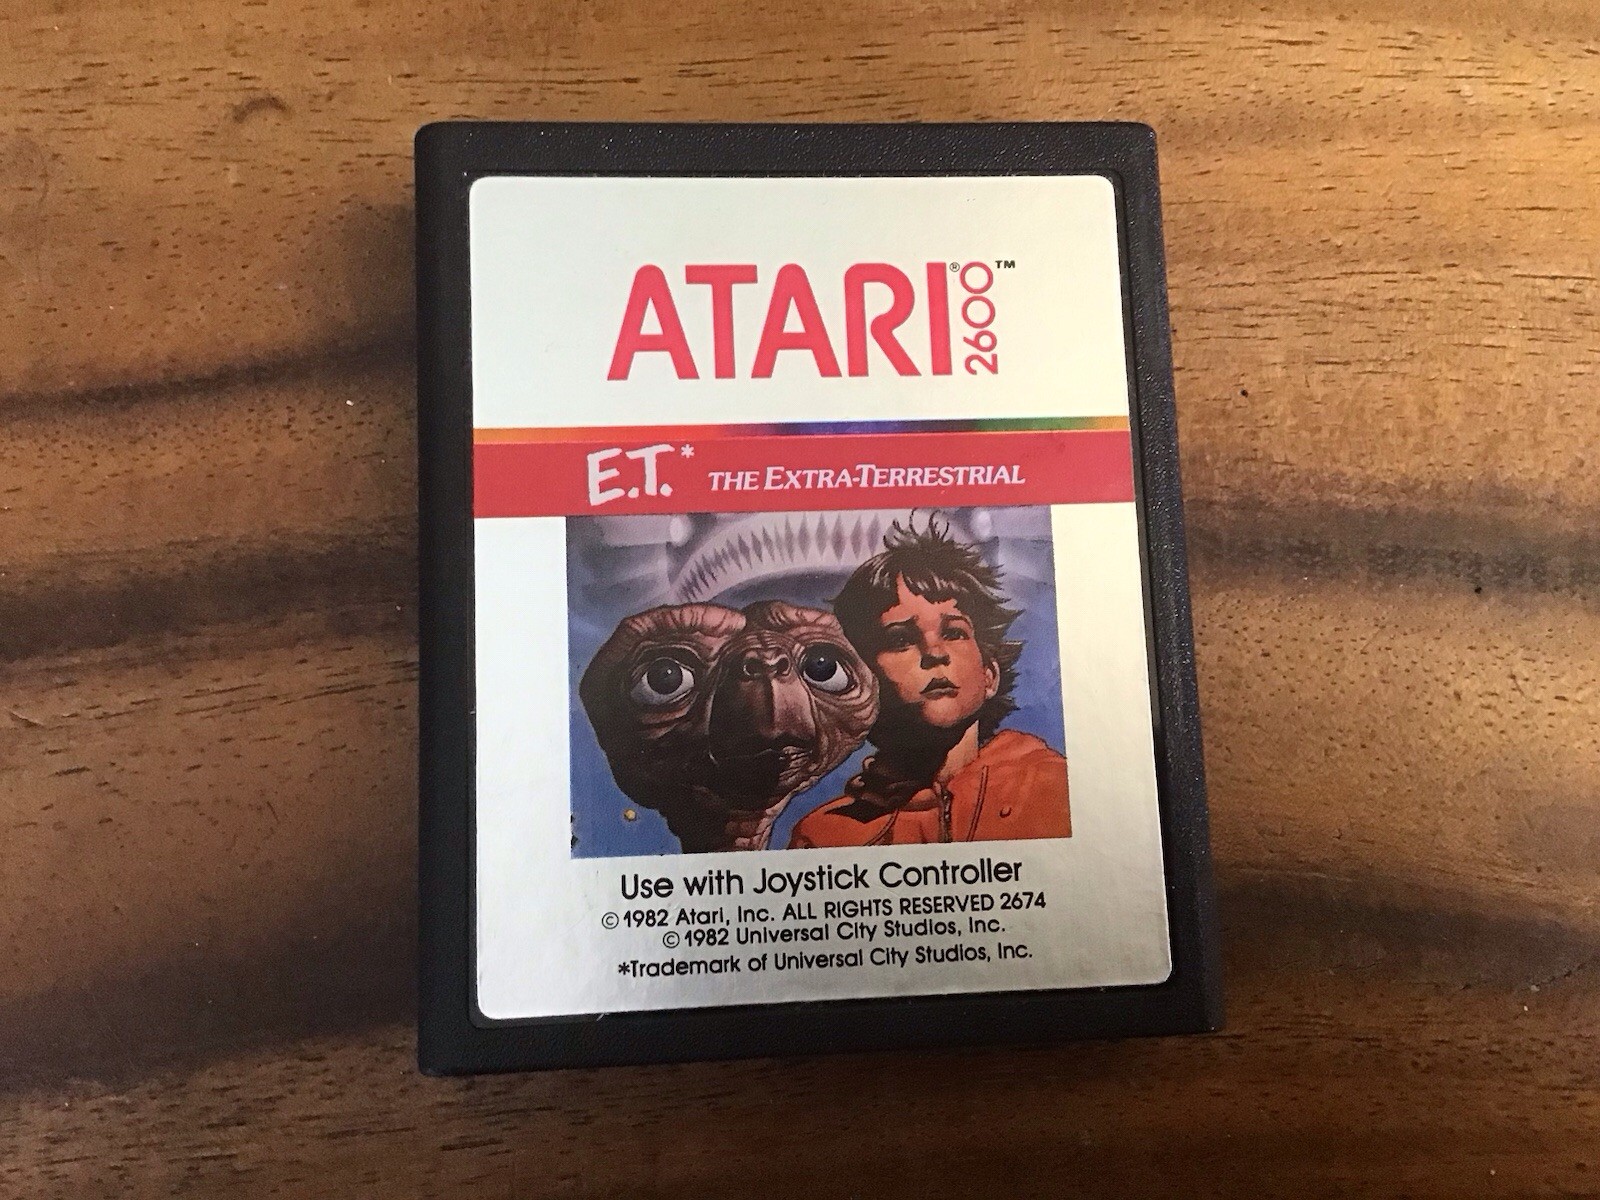 ATARI® 2600™
E.T.* THE EXTRA-TERRESTRIAL
Use with Joystick Controller
© 1982 Atari, Inc. ALL RIGHTS RESERVED 2674
© 1982 Universal City Studios, Inc.
*Trademark of Universal City Studios, Inc.